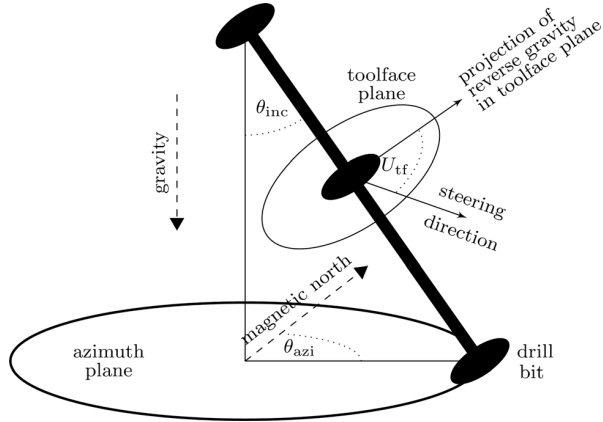 projection of
reverse gravity
in toolface plane
toolface
plane
θinc
gravity
Utf
steering
direction
magnetic north
θazi
azimuth
plane
drill
bit